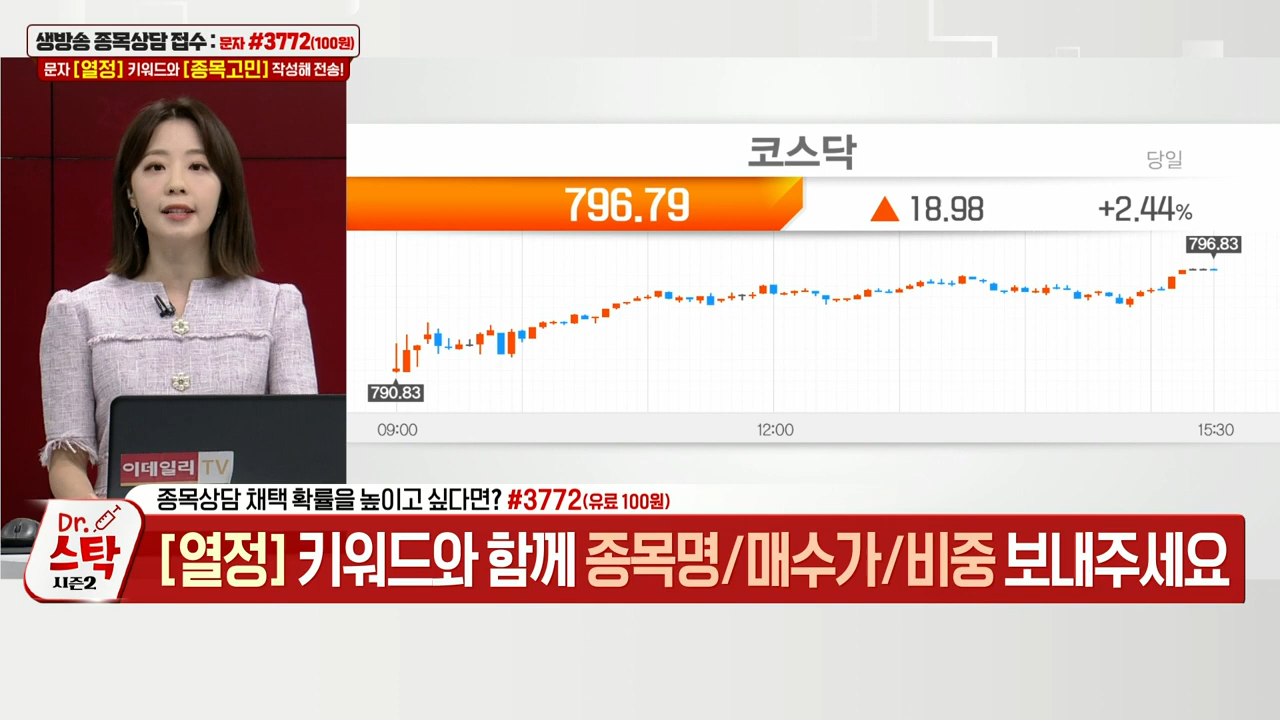 생방송 종목상담 접수 : 문자 #3772(100원)
문자 [열정] 키워드와 [종목고민] 작성해 전송!
코스닥
당일
796.79 ▲ 18.98 +2.44%
796.83
790.83
09:00 12:00 15:30
이데일리 TV
종목상담 채택 확률을 높이고 싶다면? #3772(유료 100원)
Dr.스탁 시즌2
[열정] 키워드와 함께 종목명/매수가/비중 보내주세요